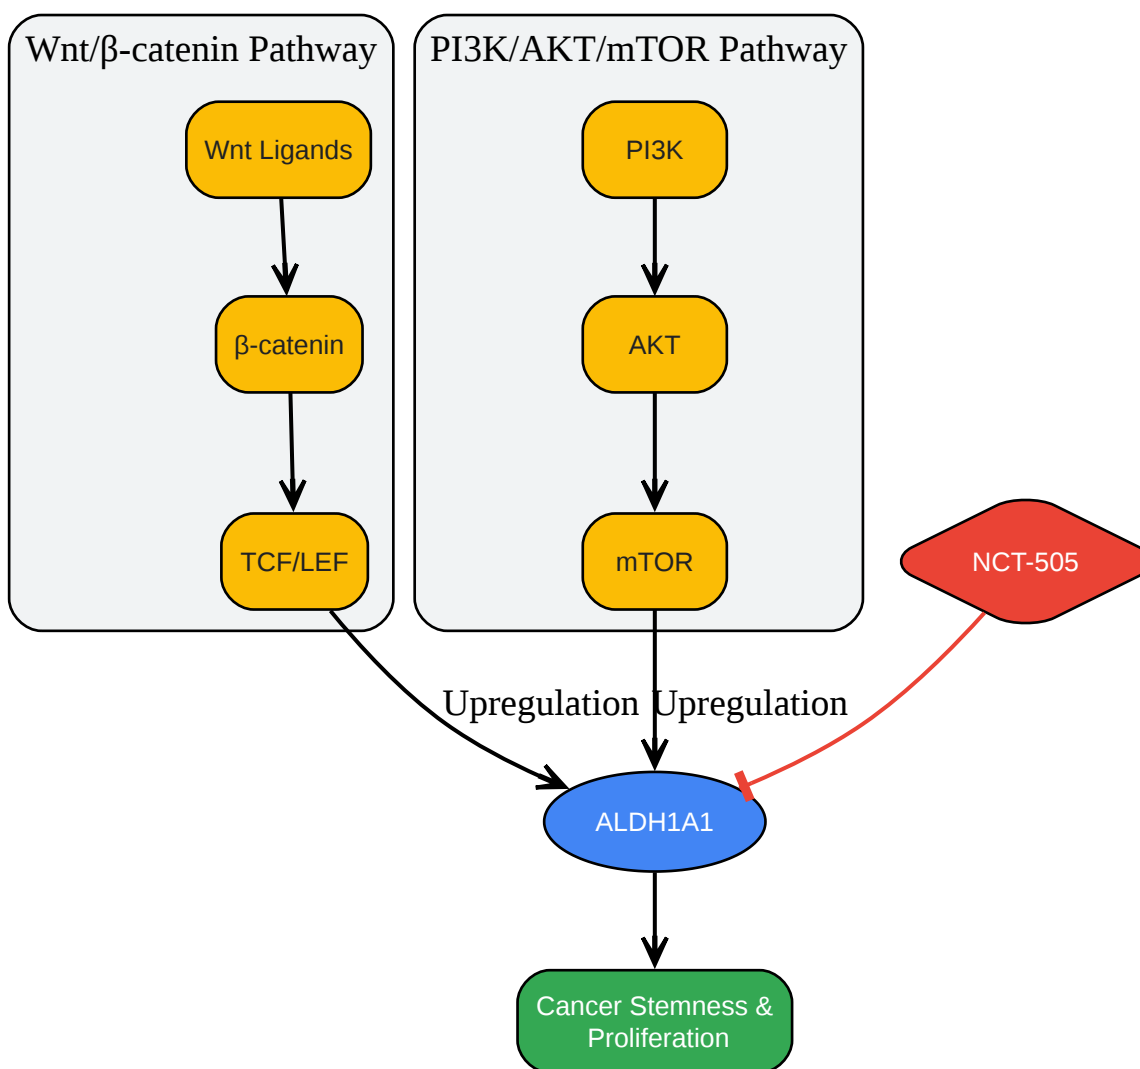 Wnt/β-catenin Pathway
Wnt Ligands
β-catenin
TCF/LEF
PI3K/AKT/mTOR Pathway
PI3K
AKT
mTOR
NCT-505
Upregulation
Upregulation
ALDH1A1
Cancer Stemness &
Proliferation